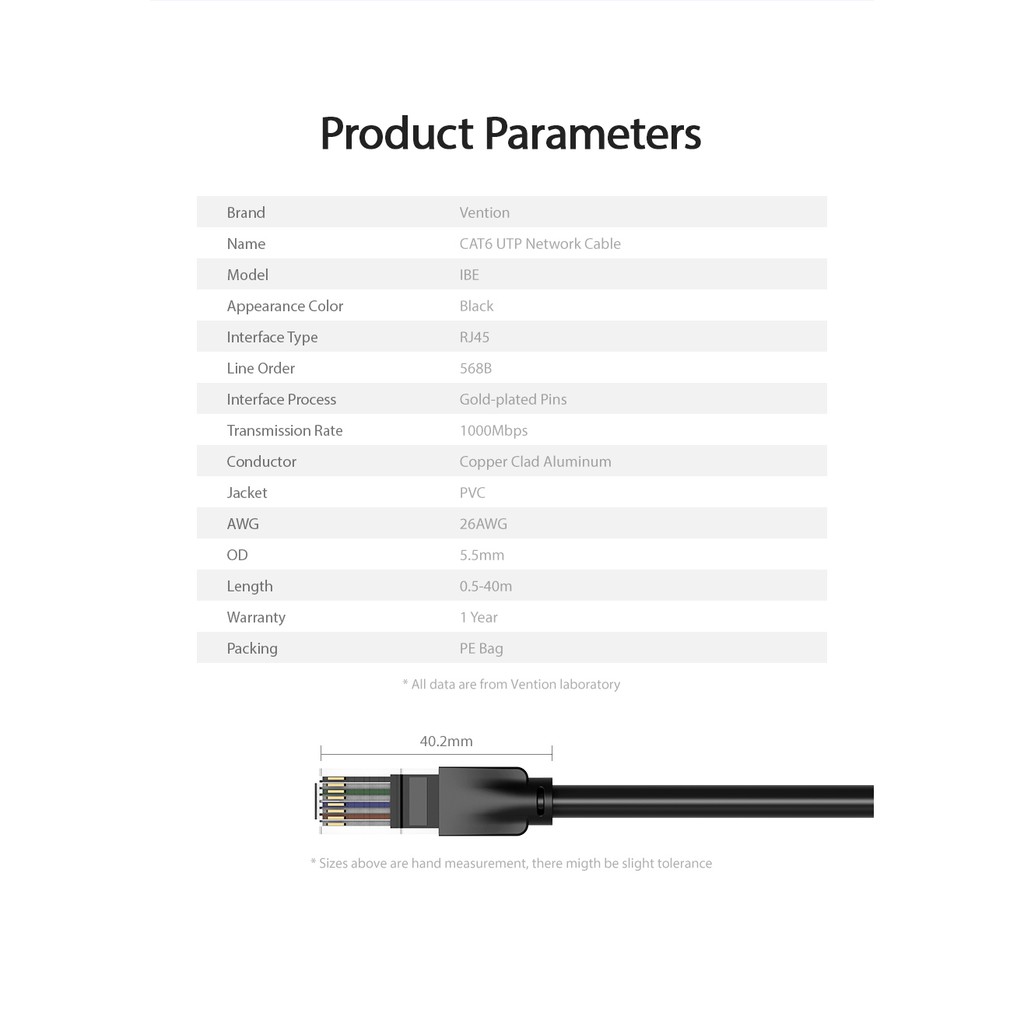 Product Parameters
Brand Vention
Name CAT6 UTP Network Cable
Model IBE
Appearance Color Black
Interface Type RJ45
Line Order 568B
Interface Process Gold-plated Pins
Transmission Rate 1000Mbps
Conductor Copper Clad Aluminum
Jacket PVC
AWG 26AWG
OD 5.5mm
Length 0.5-40m
Warranty 1 Year
Packing PE Bag
* All data are from Vention laboratory
40.2mm
* Sizes above are hand measurement, there migth be slight tolerance